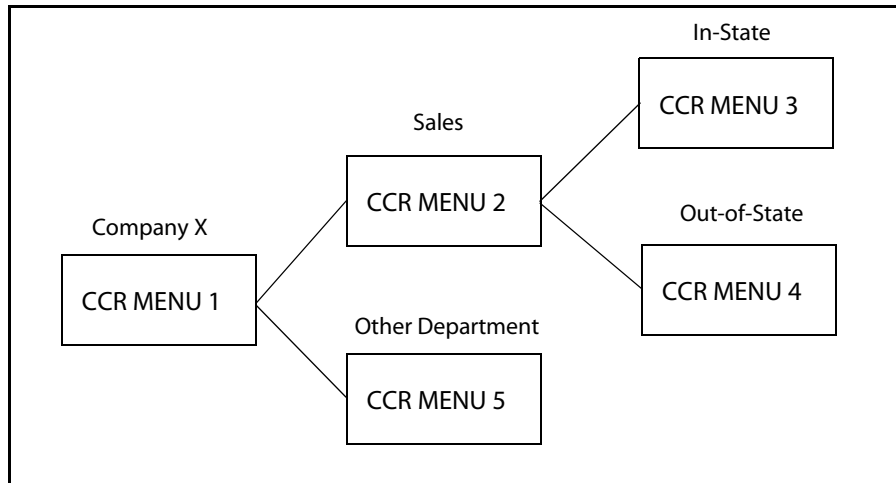 In-State
CCR MENU 3
Sales
CCR MENU 2
Out-of-State
CCR MENU 4
Company X
CCR MENU 1
Other Department
CCR MENU 5